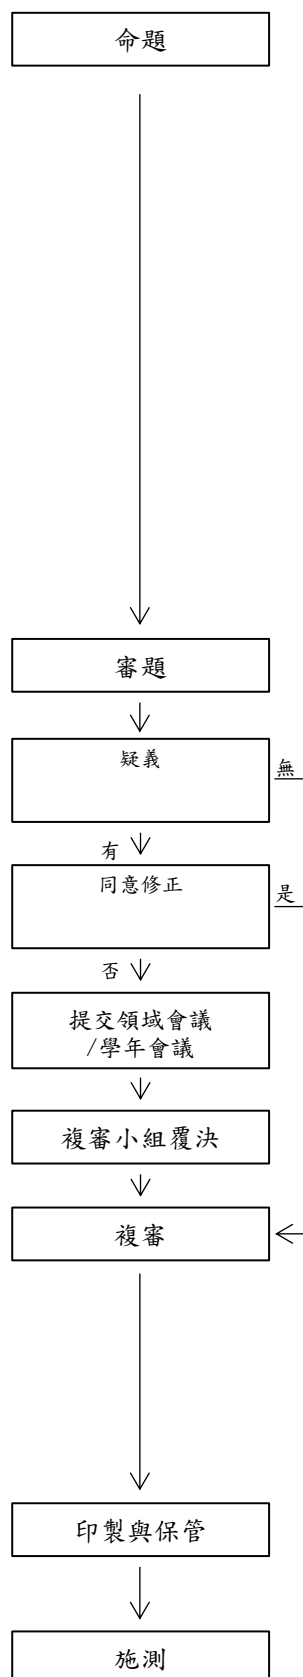 命題
審題
疑義
無
有
同意修正
是
否
提交領域會議
/學年會議
複審小組覆決
複審
印製與保管
施測